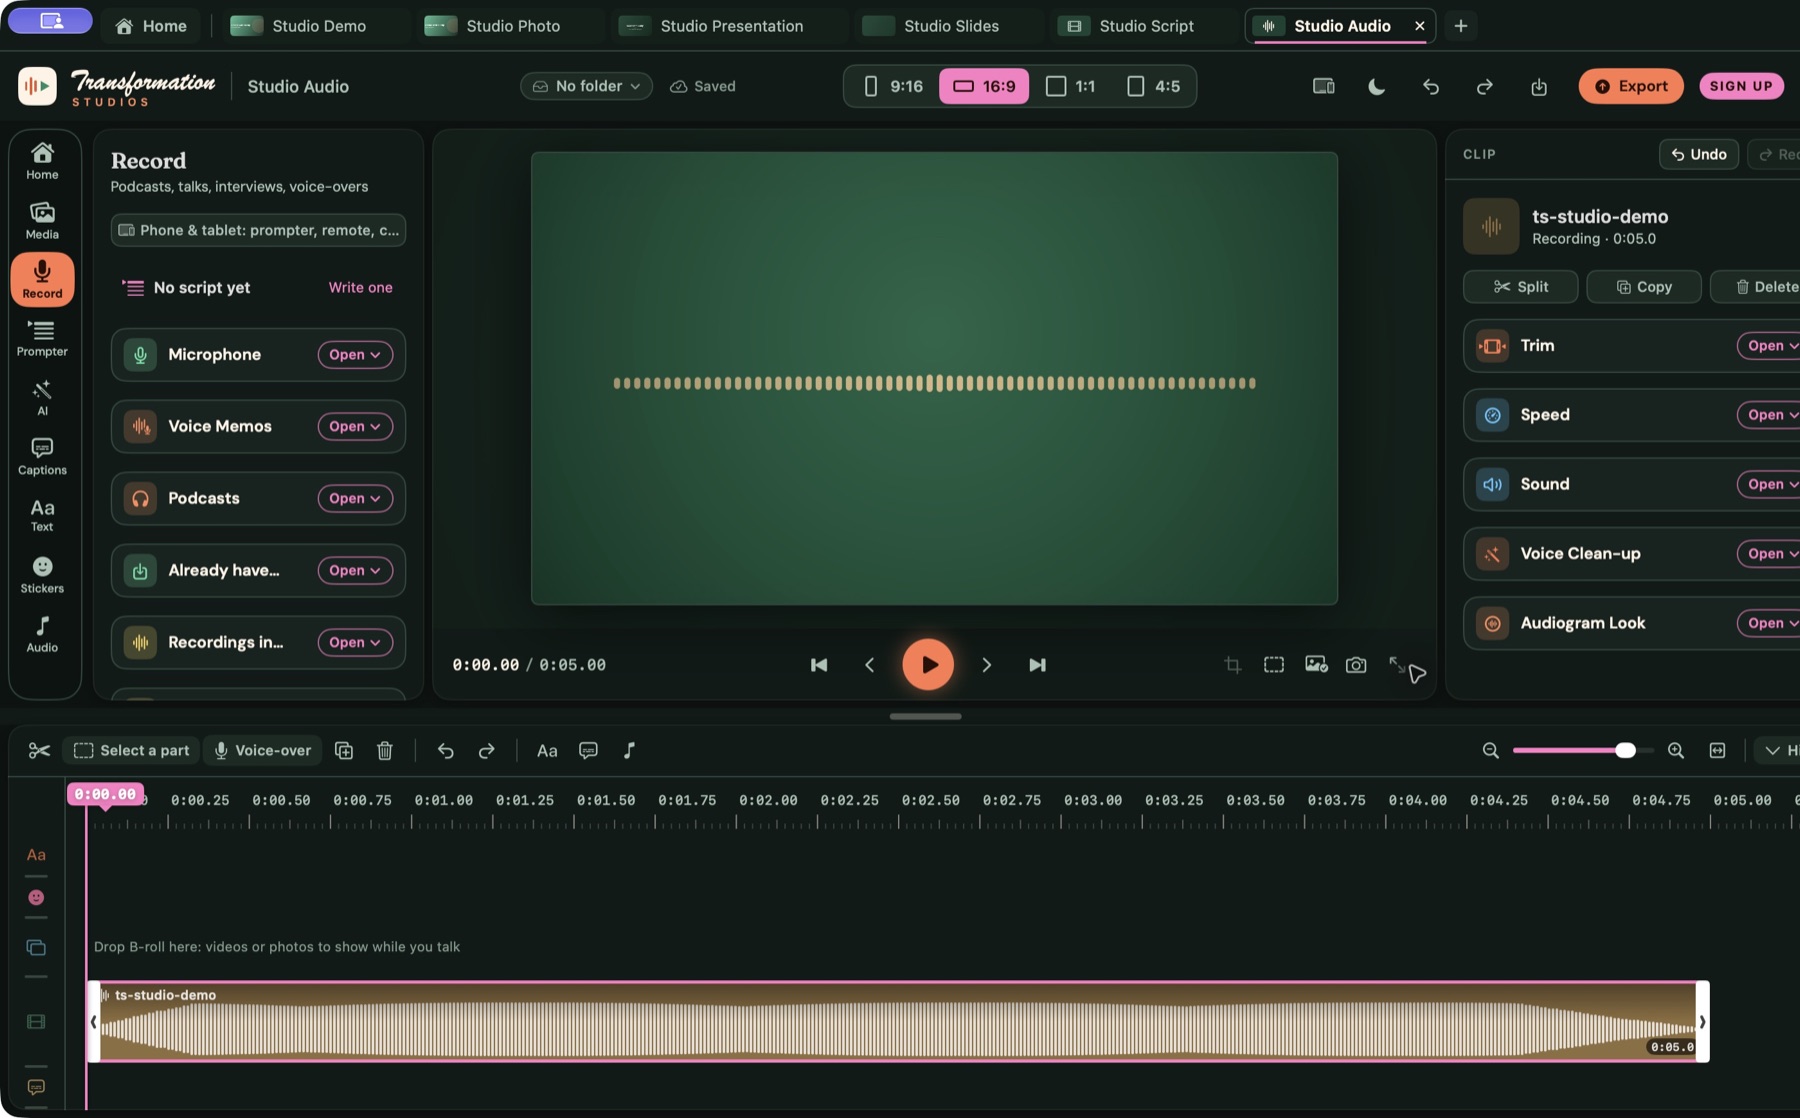 Home
Studio Demo
Studio Photo
Studio Presentation
Studio Slides
Studio Script
Studio Audio
Transformation
STUDIOS
Studio Audio
No folder
Saved
9:16
16:9
1:1
4:5
Export
SIGN UP
Home
Media
Record
Prompter
AI
Captions
Aa
Text
Stickers
Audio
Record
Podcasts, talks, interviews, voice-overs
Phone & tablet: prompter, remote, c...
No script yet
Write one
Microphone
Open
Voice Memos
Open
Podcasts
Open
Already have...
Open
Recordings in...
Open
0:00.00 / 0:05.00
CLIP
Undo
ts-studio-demo
Recording · 0:05.0
Split
Copy
Delete
Trim
Open
Speed
Open
Sound
Open
Voice Clean-up
Open
Audiogram Look
Open
Select a part
Voice-over
Aa
0:00.00
0:00.25
0:00.50
0:00.75
0:01.00
0:01.25
0:01.50
0:01.75
0:02.00
0:02.25
0:02.50
0:02.75
0:03.00
0:03.25
0:03.50
0:03.75
0:04.00
0:04.25
0:04.50
0:04.75
0:05.00
Aa
Drop B-roll here: videos or photos to show while you talk
ts-studio-demo
0:05.0